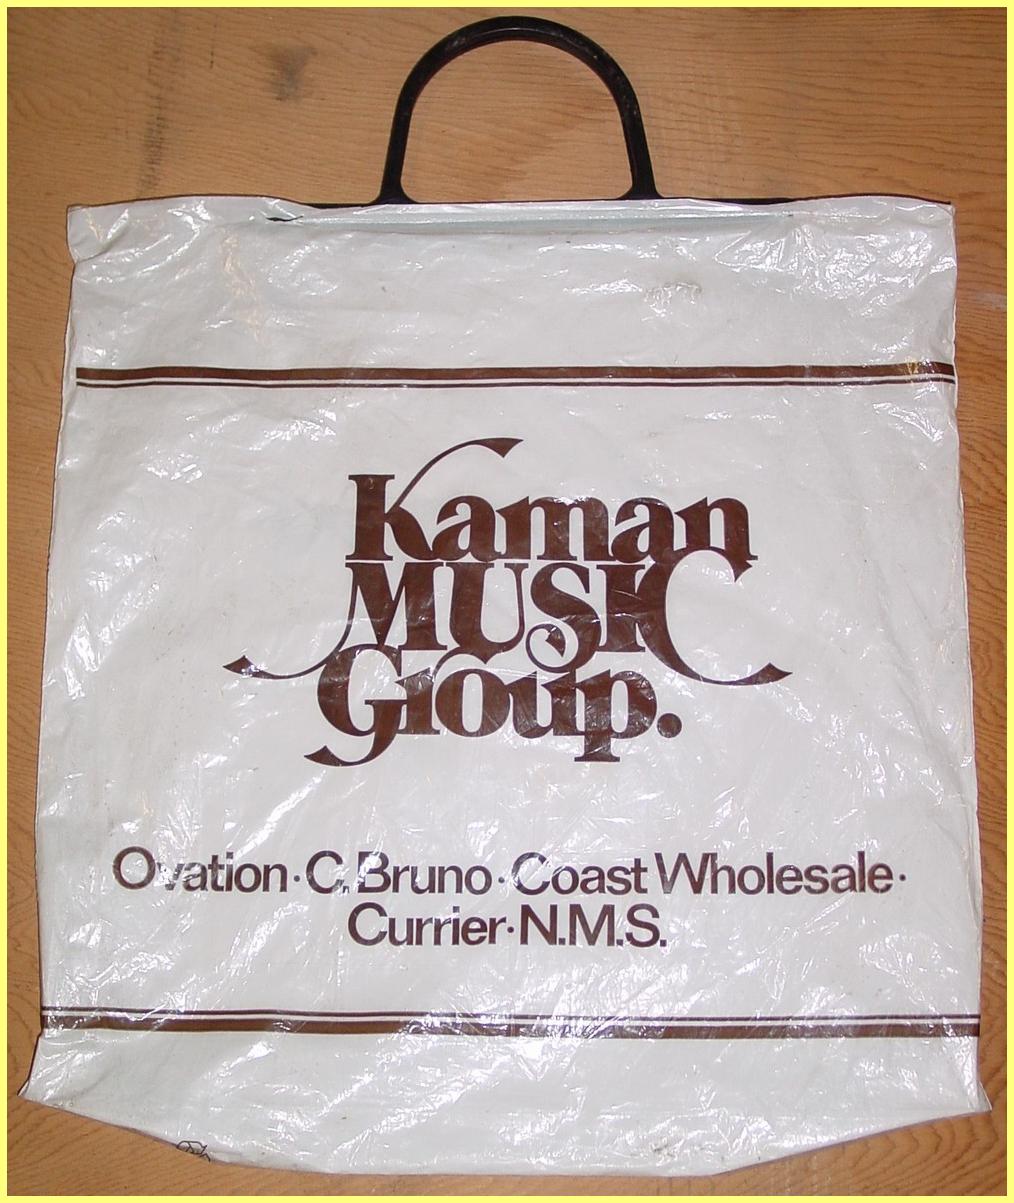 Kaman
MUSIC
Group.
Ovation·C. Bruno·Coast Wholesale·
Currier·N.M.S.